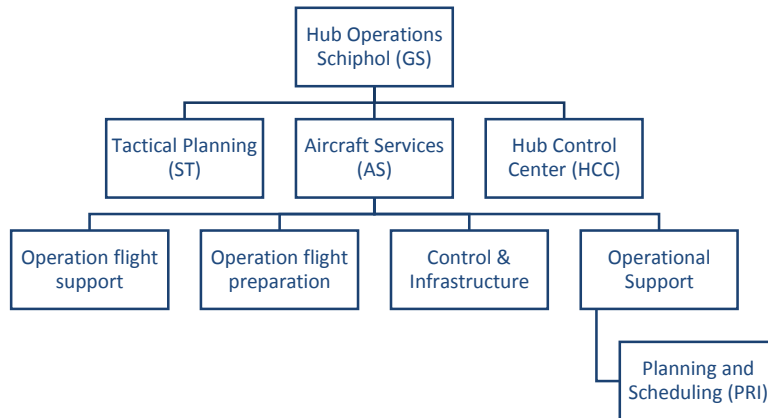 Hub Operations
Schiphol (GS)
Tactical Planning
(ST)
Aircraft Services
(AS)
Hub Control
Center (HCC)
Operation flight
support
Operation flight
preparation
Control &
Infrastructure
Operational
Support
Planning and
Scheduling (PRI)